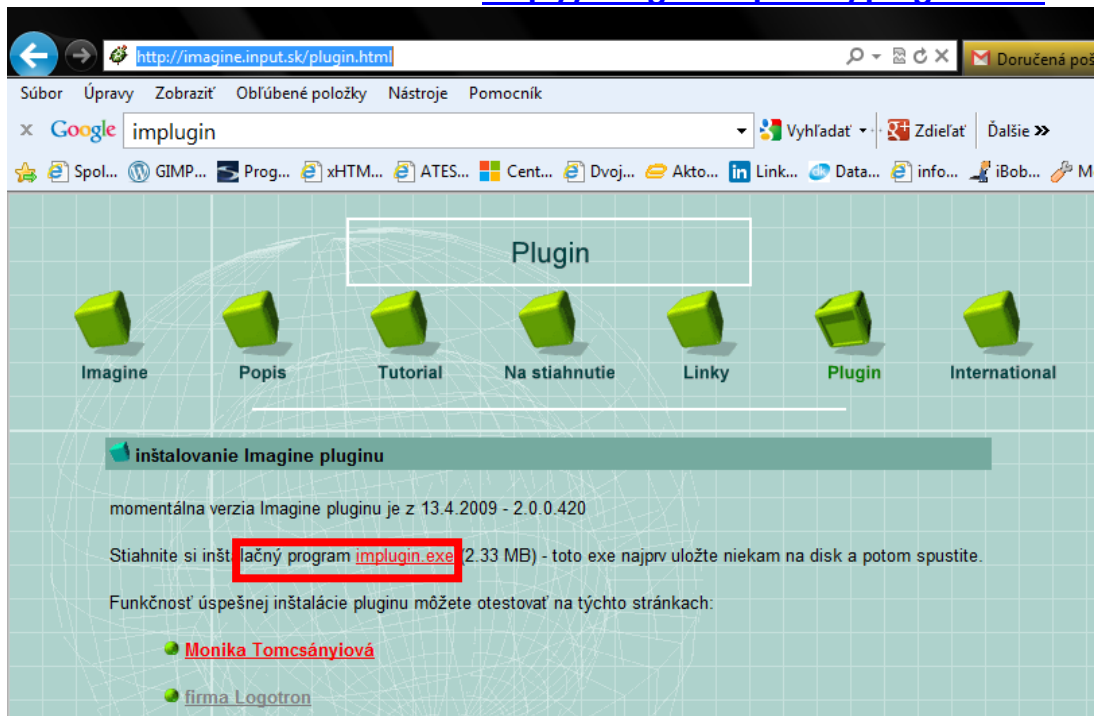 http://imagine.input.sk/plugin.html
Doručená poš
Súbor Úpravy Zobraziť Obľúbené položky Nástroje Pomocník
x Google implugin Vyhľadať Zdieľať Ďalšie »
Spol... GIMP... Prog... xHTM... ATES... Cent... Dvoj... Akto... Link... Data... info... iBob... M
Plugin
Imagine Popis Tutorial Na stiahnutie Linky Plugin International
inštalovanie Imagine pluginu
momentálna verzia Imagine pluginu je z 13.4.2009 - 2.0.0.420
Stiahnite si inštalačný program implugin.exe (2.33 MB) - toto exe najprv uložte niekam na disk a potom spustite.
Funkčnosť úspešnej inštalácie pluginu môžete otestovať na týchto stránkach:
Monika Tomcsányiová
firma Logotron